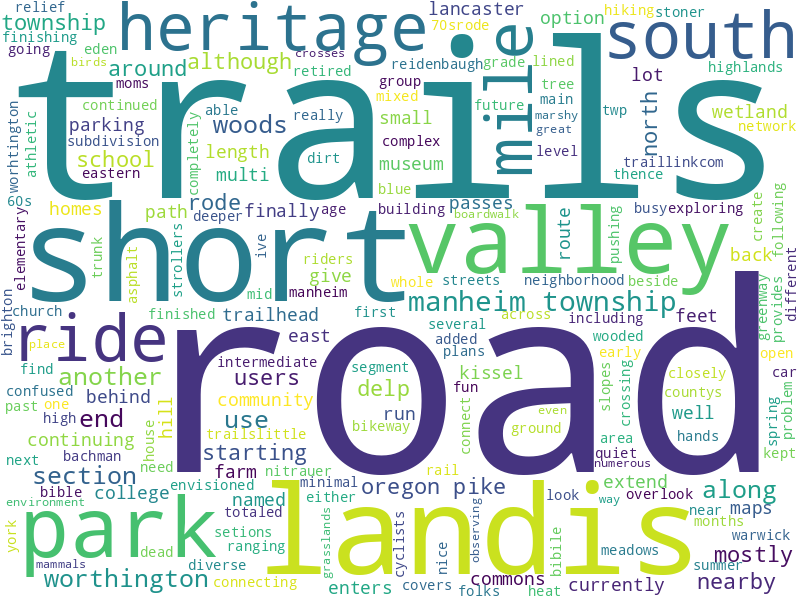 relief
township
finishing
going
eden
birds
crosses
moms
heritage
lancaster
70srode
option
hiking
stoner
south
around
although
retired
reidenbaugh
grade
lined
highlands
continued
able
group
mixed
mile
tree
lot
trails
woods
really
small
future
main
marshy
twp
north
wetland
network
athletic
worhtington
subdivision
parking
completely
length
complex
great
level
traillinkcom
school
eastern
multi
dirt
museum
thence
60s
rode
blue
passes
homes
path
deeper
finally
age
building
boardwalk
route
pushing
busy
exploring
create
following
elementary
trunk
asphalt
strollers
short
ive
riders
give
valley
whole
streets
neighborhood
beside
back
greenway
provides
different
brighton
church
finished
mid
manheim
first
manheim township
trailhead
several
across
including
feet
ride
road
east
added
plans
wooded
early
open
place
find
intermediate
segment
fun
kissel
slopes
crossing
closely
car
another
users
delp
countys
confused
behind
community
connect
even
well
spring
problem
past
one
hill
use
run
bikeway
ground
area
hands
high
end
trailslittle
continuing
house
starting
quiet
kept
next
bachman
need
farm
nitrauer
rail
numerous
section
bible
envisioned
minimal
oregon pike
extend
overlook
along
environment
college
named
either
look
way
near
maps
months
york
park
setions
totaled
grasslands
landis
cyclists
observing
bibile
warwick
dead
diverse
ranging
nice
meadows
mostly
mammals
worthington
connecting
enters
covers
commons
folks
heat
currently
summer
nearby